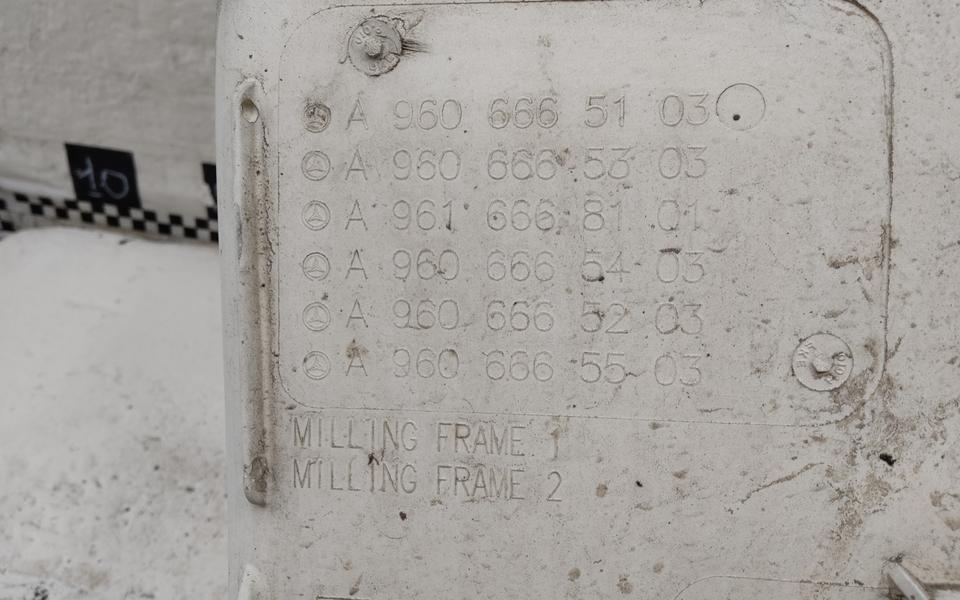 10
A 960 666 51 03
A 960 666 53 03
A 961 666 81 01
A 960 666 54 03
A 960 666 52 03
A 960 666 55 03
MILLING FRAME 1
MILLING FRAME 2